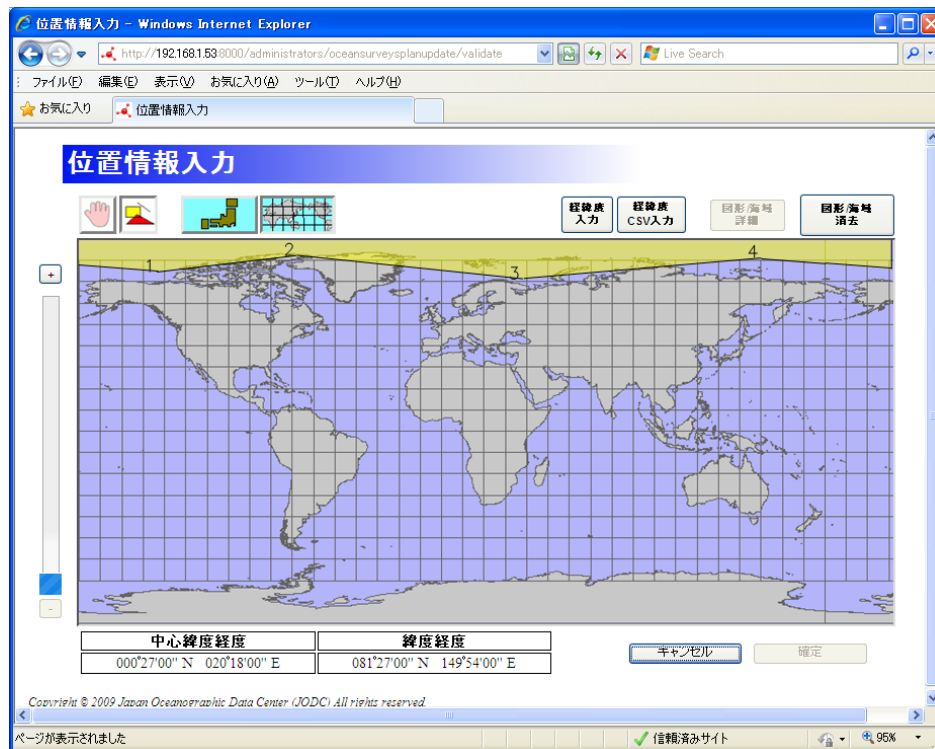 位置情報入力 - Windows Internet Explorer
http://192.168.1.53:8000/administrators/oceansurveysplanupdate/validate
Live Search
ファイル(F) 編集(E) 表示(V) お気に入り(A) ツール(T) ヘルプ(H)
お気に入り
位置情報入力
位置情報入力
経緯度
入力
経緯度
CSV入力
図形/海域
詳細
図形/海域
消去
+
1
2
3
4
-
中心緯度経度
緯度経度
000°27'00" N 020°18'00" E
081°27'00" N 149°54'00" E
キャンセル
確定
Copyright © 2009 Japan Oceanographic Data Center (JODC) All rights reserved.
ページが表示されました
信頼済みサイト
95%